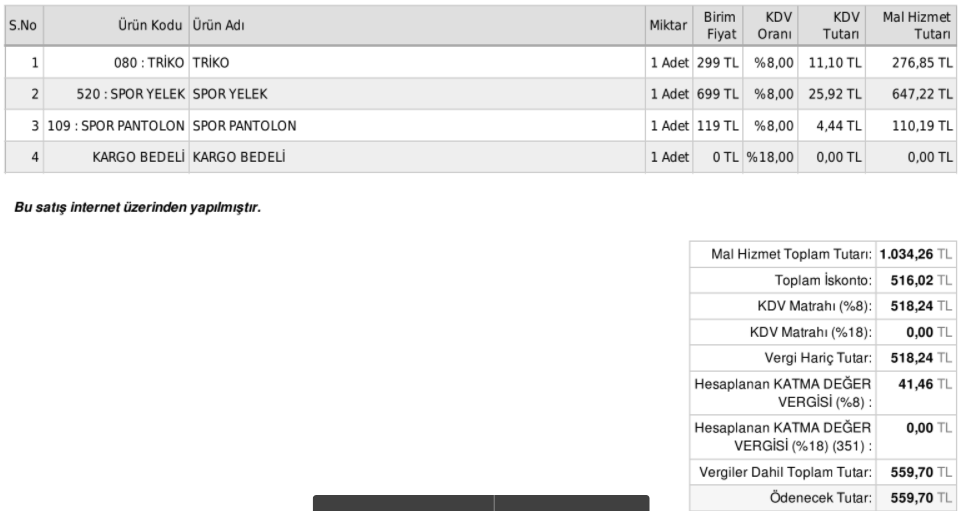 S.No Ürün Kodu Ürün Adı Miktar Birim Fiyat KDV Oranı KDV Tutarı Mal Hizmet Tutarı
1 080 : TRİKO TRİKO 1 Adet 299 TL %8,00 11,10 TL 276,85 TL
2 520 : SPOR YELEK SPOR YELEK 1 Adet 699 TL %8,00 25,92 TL 647,22 TL
3 109 : SPOR PANTOLON SPOR PANTOLON 1 Adet 119 TL %8,00 4,44 TL 110,19 TL
4 KARGO BEDELİ KARGO BEDELİ 1 Adet 0 TL %18,00 0,00 TL 0,00 TL
Bu satış internet üzerinden yapılmıştır.
Mal Hizmet Toplam Tutarı: 1.034,26 TL
Toplam İskonto: 516,02 TL
KDV Matrahı (%8): 518,24 TL
KDV Matrahı (%18): 0,00 TL
Vergi Hariç Tutar: 518,24 TL
Hesaplanan KATMA DEĞER 41,46 TL
VERGİSİ (%8) :
Hesaplanan KATMA DEĞER 0,00 TL
VERGİSİ (%18) (351) :
Vergiler Dahil Toplam Tutar: 559,70 TL
Ödenecek Tutar: 559,70 TL